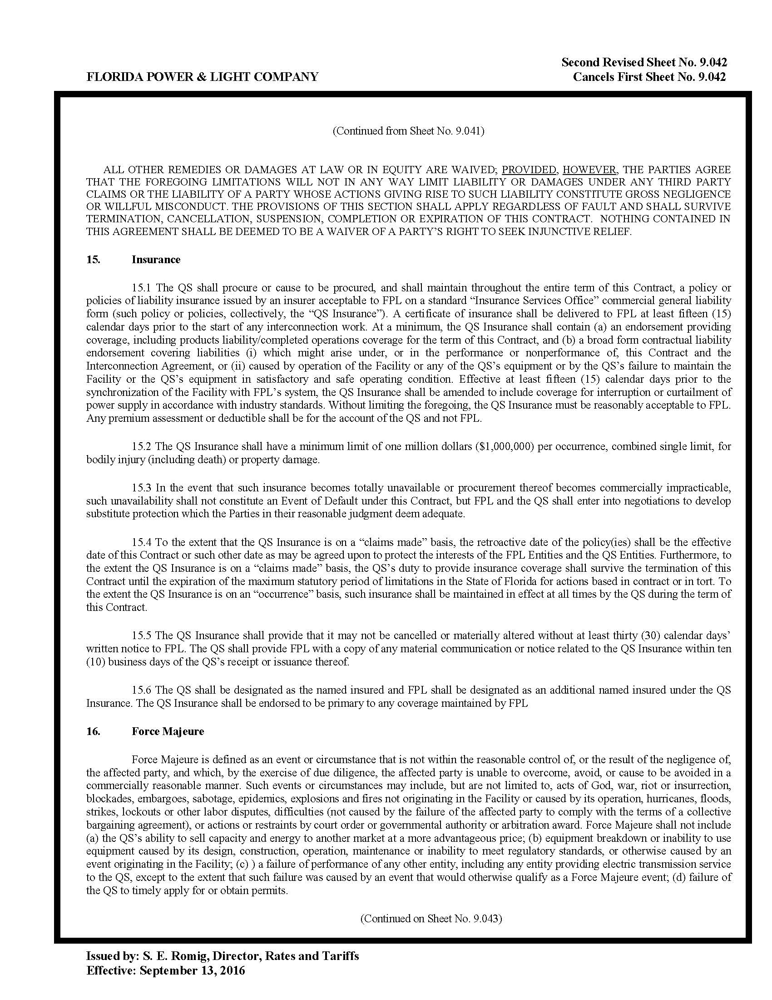 Second Revised Sheet No. 9.042
FLORIDA POWER & LIGHT COMPANY Cancels First Sheet No. 9.042
(Continued from Sheet No. 9.041)
ALL OTHER REMEDIES OR DAMAGES AT LAW OR IN EQUITY ARE WAIVED; PROVIDED, HOWEVER, THE PARTIES AGREE
THAT THE FOREGOING LIMITATIONS WILL NOT IN ANY WAY LIMIT LIABILITY OR DAMAGES UNDER ANY THIRD PARTY
CLAIMS OR THE LIABILITY OF A PARTY WHOSE ACTIONS GIVING RISE TO SUCH LIABILITY CONSTITUTE GROSS NEGLIGENCE
OR WILLFUL MISCONDUCT. THE PROVISIONS OF THIS SECTION SHALL APPLY REGARDLESS OF FAULT AND SHALL SURVIVE
TERMINATION, CANCELLATION, SUSPENSION, COMPLETION OR EXPIRATION OF THIS CONTRACT. NOTHING CONTAINED IN
THIS AGREEMENT SHALL BE DEEMED TO BE A WAIVER OF A PARTY'S RIGHT TO SEEK INJUNCTIVE RELIEF.
15. Insurance
15.1 The QS shall procure or cause to be procured, and shall maintain throughout the entire term of this Contract, a policy or
policies of liability insurance issued by an insurer acceptable to FPL on a standard “Insurance Services Office” commercial general liability
form (such policy or policies, collectively, the “QS Insurance”). A certificate of insurance shall be delivered to FPL at least fifteen (15)
calendar days prior to the start of any interconnection work. At a minimum, the QS Insurance shall contain (a) an endorsement providing
coverage, including products liability/completed operations coverage for the term of this Contract, and (b) a broad form contractual liability
endorsement covering liabilities (i) which might arise under, or in the performance or nonperformance of, this Contract and the
Interconnection Agreement, or (ii) caused by operation of the Facility or any of the QS’s equipment or by the QS’s failure to maintain the
Facility or the QS’s equipment in satisfactory and safe operating condition. Effective at least fifteen (15) calendar days prior to the
synchronization of the Facility with FPL’s system, the QS Insurance shall be amended to include coverage for interruption or curtailment of
power supply in accordance with industry standards. Without limiting the foregoing, the QS Insurance must be reasonably acceptable to FPL.
Any premium assessment or deductible shall be for the account of the QS and not FPL.
15.2 The QS Insurance shall have a minimum limit of one million dollars ($1,000,000) per occurrence, combined single limit, for
bodily injury (including death) or property damage.
15.3 In the event that such insurance becomes totally unavailable or procurement thereof becomes commercially impracticable,
such unavailability shall not constitute an Event of Default under this Contract, but FPL and the QS shall enter into negotiations to develop
substitute protection which the Parties in their reasonable judgment deem adequate.
15.4 To the extent that the QS Insurance is on a “claims made” basis, the retroactive date of the policy(ies) shall be the effective
date of this Contract or such other date as may be agreed upon to protect the interests of the FPL Entities and the QS Entities. Furthermore, to
the extent the QS Insurance is on a “claims made” basis, the QS’s duty to provide insurance coverage shall survive the termination of this
Contract until the expiration of the maximum statutory period of limitations in the State of Florida for actions based in contract or in tort. To
the extent the QS Insurance is on an “occurrence” basis, such insurance shall be maintained in effect at all times by the QS during the term of
this Contract.
15.5 The QS Insurance shall provide that it may not be cancelled or materially altered without at least thirty (30) calendar days’
written notice to FPL. The QS shall provide FPL with a copy of any material communication or notice related to the QS Insurance within ten
(10) business days of the QS’s receipt or issuance thereof.
15.6 The QS shall be designated as the named insured and FPL shall be designated as an additional named insured under the QS
Insurance. The QS Insurance shall be endorsed to be primary to any coverage maintained by FPL
16. Force Majeure
Force Majeure is defined as an event or circumstance that is not within the reasonable control of, or the result of the negligence of,
the affected party, and which, by the exercise of due diligence, the affected party is unable to overcome, avoid, or cause to be avoided in a
commercially reasonable manner. Such events or circumstances may include, but are not limited to, acts of God, war, riot or insurrection,
blockades, embargoes, sabotage, epidemics, explosions and fires not originating in the Facility or caused by its operation, hurricanes, floods,
strikes, lockouts or other labor disputes, difficulties (not caused by the failure of the affected party to comply with the terms of a collective
bargaining agreement), or actions or restraints by court order or governmental authority or arbitration award. Force Majeure shall not include
(a) the QS’s ability to sell capacity and energy to another market at a more advantageous price; (b) equipment breakdown or inability to use
equipment caused by its design, construction, operation, maintenance or inability to meet regulatory standards, or otherwise caused by an
event originating in the Facility; (c) ) a failure of performance of any other entity, including any entity providing electric transmission service
to the QS, except to the extent that such failure was caused by an event that would otherwise qualify as a Force Majeure event; (d) failure of
the QS to timely apply for or obtain permits.
(Continued on Sheet No. 9.043)
Issued by: S. E. Romig, Director, Rates and Tariffs
Effective: September 13, 2016